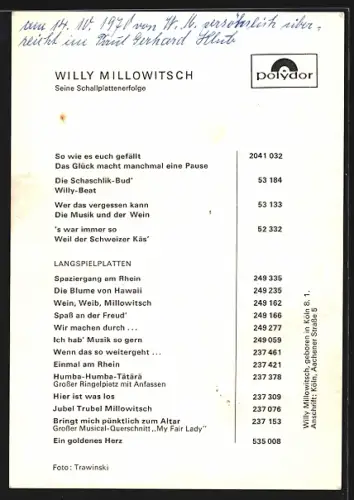 am 14. IV. 1970 von W. M. persönlich über-
reicht im Paul Gerhard
WILLY MILLOWITSCH
Seine Schallplattenerfolge
polydor
So wie es euch gefällt 2041 032
Das Glück macht manchmal eine Pause
Die Schaschlik-Bud' 53 184
Willy-Beat
Wer das vergessen kann 53 133
Die Musik und der Wein
's war immer so 52 332
Weil der Schweizer Käs'
LANGSPIELPLATTEN
Spaziergang am Rhein 249 335
Die Blume von Hawaii 249 235
Wein, Weib, Millowitsch 249 162
Spaß an der Freud' 249 166
Wir machen durch ... 249 277
Ich hab' Musik so gern 249 059
Wenn das so weitergeht ... 237 461
Einmal am Rhein 237 421
Humba-Humba-Tätärä 237 378
Großer Ringelpietz mit Anfassen
Hier ist was los 237 309
Jubel Trubel Millowitsch 237 076
Bringt mich pünktlich zum Altar 237 153
Großer Musical-Querschnitt „My Fair Lady"
Ein goldenes Herz 535 008
Foto: Trawinski
Willy Millowitsch, geboren in Köln 8. 1.
Anschrift: Köln, Aachener Straße 5